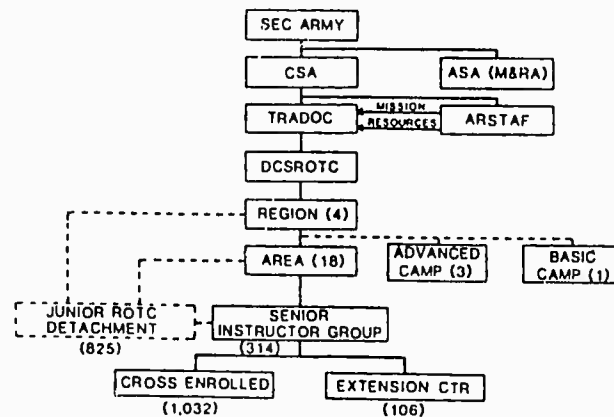 SEC ARMY
CSA
ASA (M&RA)
MISSION
TRADOC
RESOURCES
ARSTAF
DCSROTC
REGION (4)
AREA (18)
ADVANCED
CAMP (3)
BASIC
CAMP (1)
JUNIOR ROTC
DETACHMENT
(825)
SENIOR
INSTRUCTOR GROUP
(314)
CROSS ENROLLED
(1,032)
EXTENSION CTR
(106)